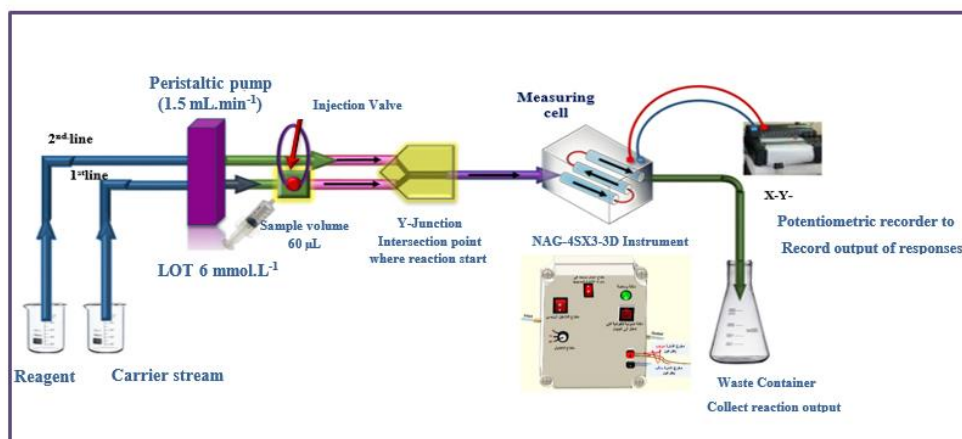 Peristaltic pump
(1.5 mL.min⁻¹)
Injection Valve
2ⁿᵈ line
1ˢᵗ line
Sample volume
60 µL
LOT 6 mmol.L⁻¹
Y-Junction
Intersection point
where reaction start
Measuring
cell
NAG-4SX3-3D Instrument
X-Y-
Potentiometric recorder to
Record output of responses
Reagent
Carrier stream
Waste Container
Collect reaction output